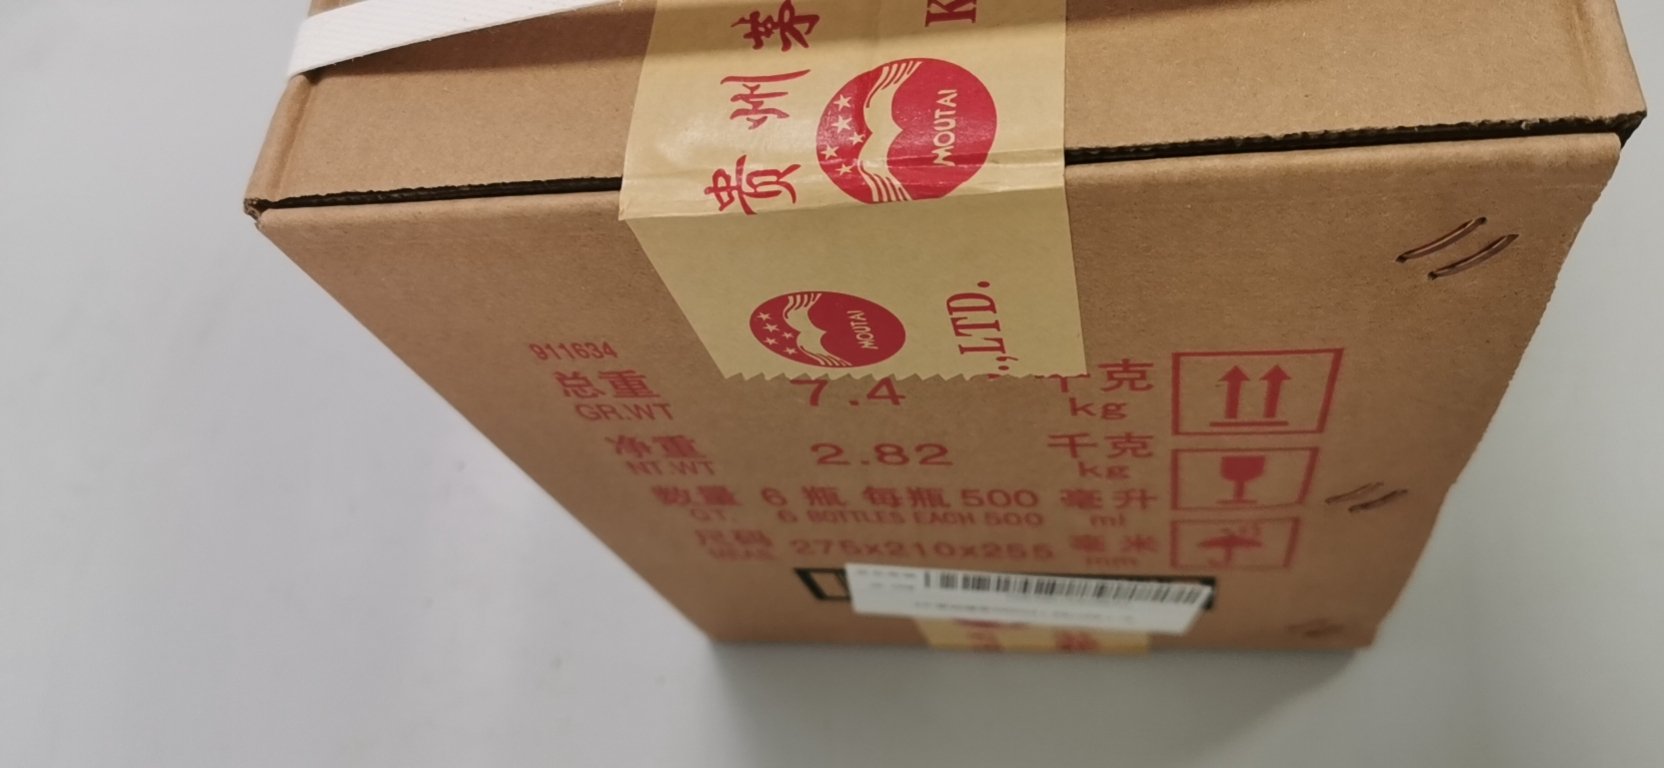 贵州茅
K
MOUTAI
MOUTAI
.,LTD.
911634
总重 7.4 千克
GR.WT kg
净重 2.82 千克
NT.WT kg
数量 6 瓶 每瓶 500 毫升
QT. 6 BOTTLES EACH 500 ml
尺码 275x210x255 毫米
MEAS mm